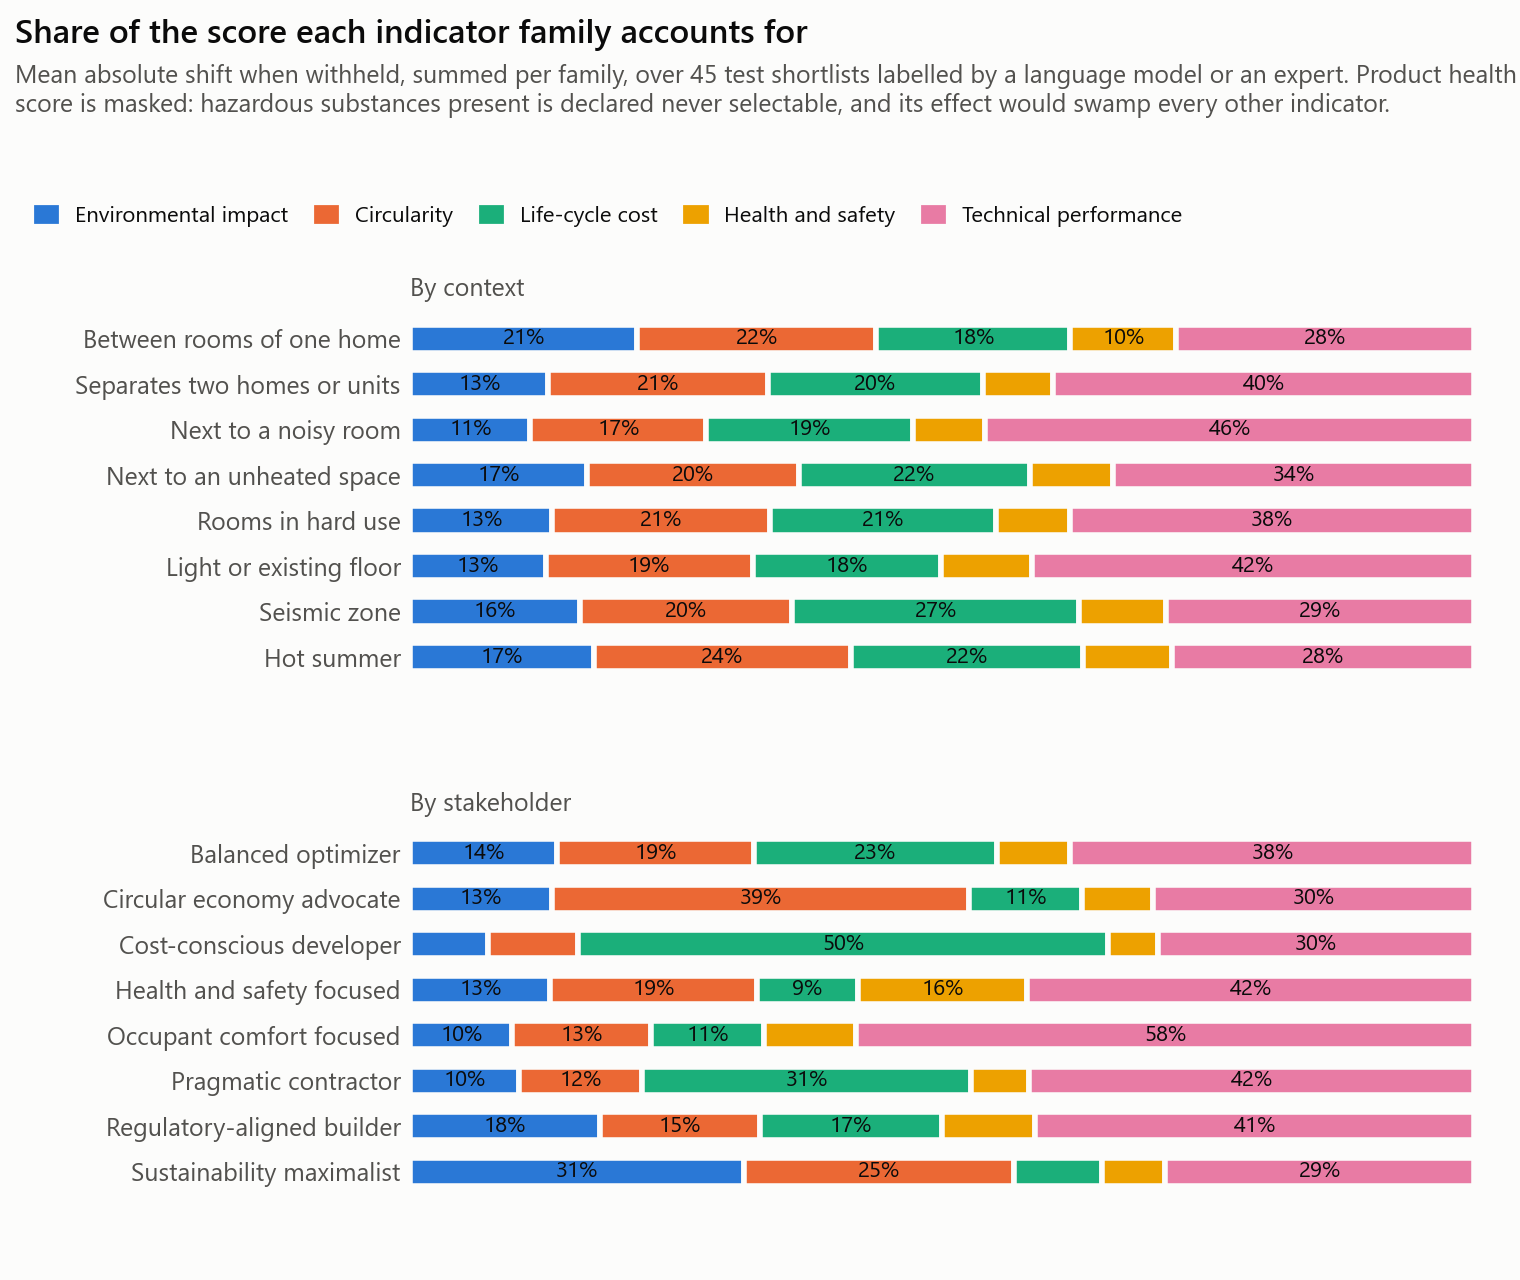 Share of the score each indicator family accounts for
Mean absolute shift when withheld, summed per family, over 45 test shortlists labelled by a language model or an expert. Product health
score is masked: hazardous substances present is declared never selectable, and its effect would swamp every other indicator.
Environmental impact Circularity Life-cycle cost Health and safety Technical performance
By context
Between rooms of one home 21% 22% 18% 10% 28%
Separates two homes or units 13% 21% 20% 40%
Next to a noisy room 11% 17% 19% 46%
Next to an unheated space 17% 20% 22% 34%
Rooms in hard use 13% 21% 21% 38%
Light or existing floor 13% 19% 18% 42%
Seismic zone 16% 20% 27% 29%
Hot summer 17% 24% 22% 28%
By stakeholder
Balanced optimizer 14% 19% 23% 38%
Circular economy advocate 13% 39% 11% 30%
Cost-conscious developer 50% 30%
Health and safety focused 13% 19% 9% 16% 42%
Occupant comfort focused 10% 13% 11% 58%
Pragmatic contractor 10% 12% 31% 42%
Regulatory-aligned builder 18% 15% 17% 41%
Sustainability maximalist 31% 25% 29%